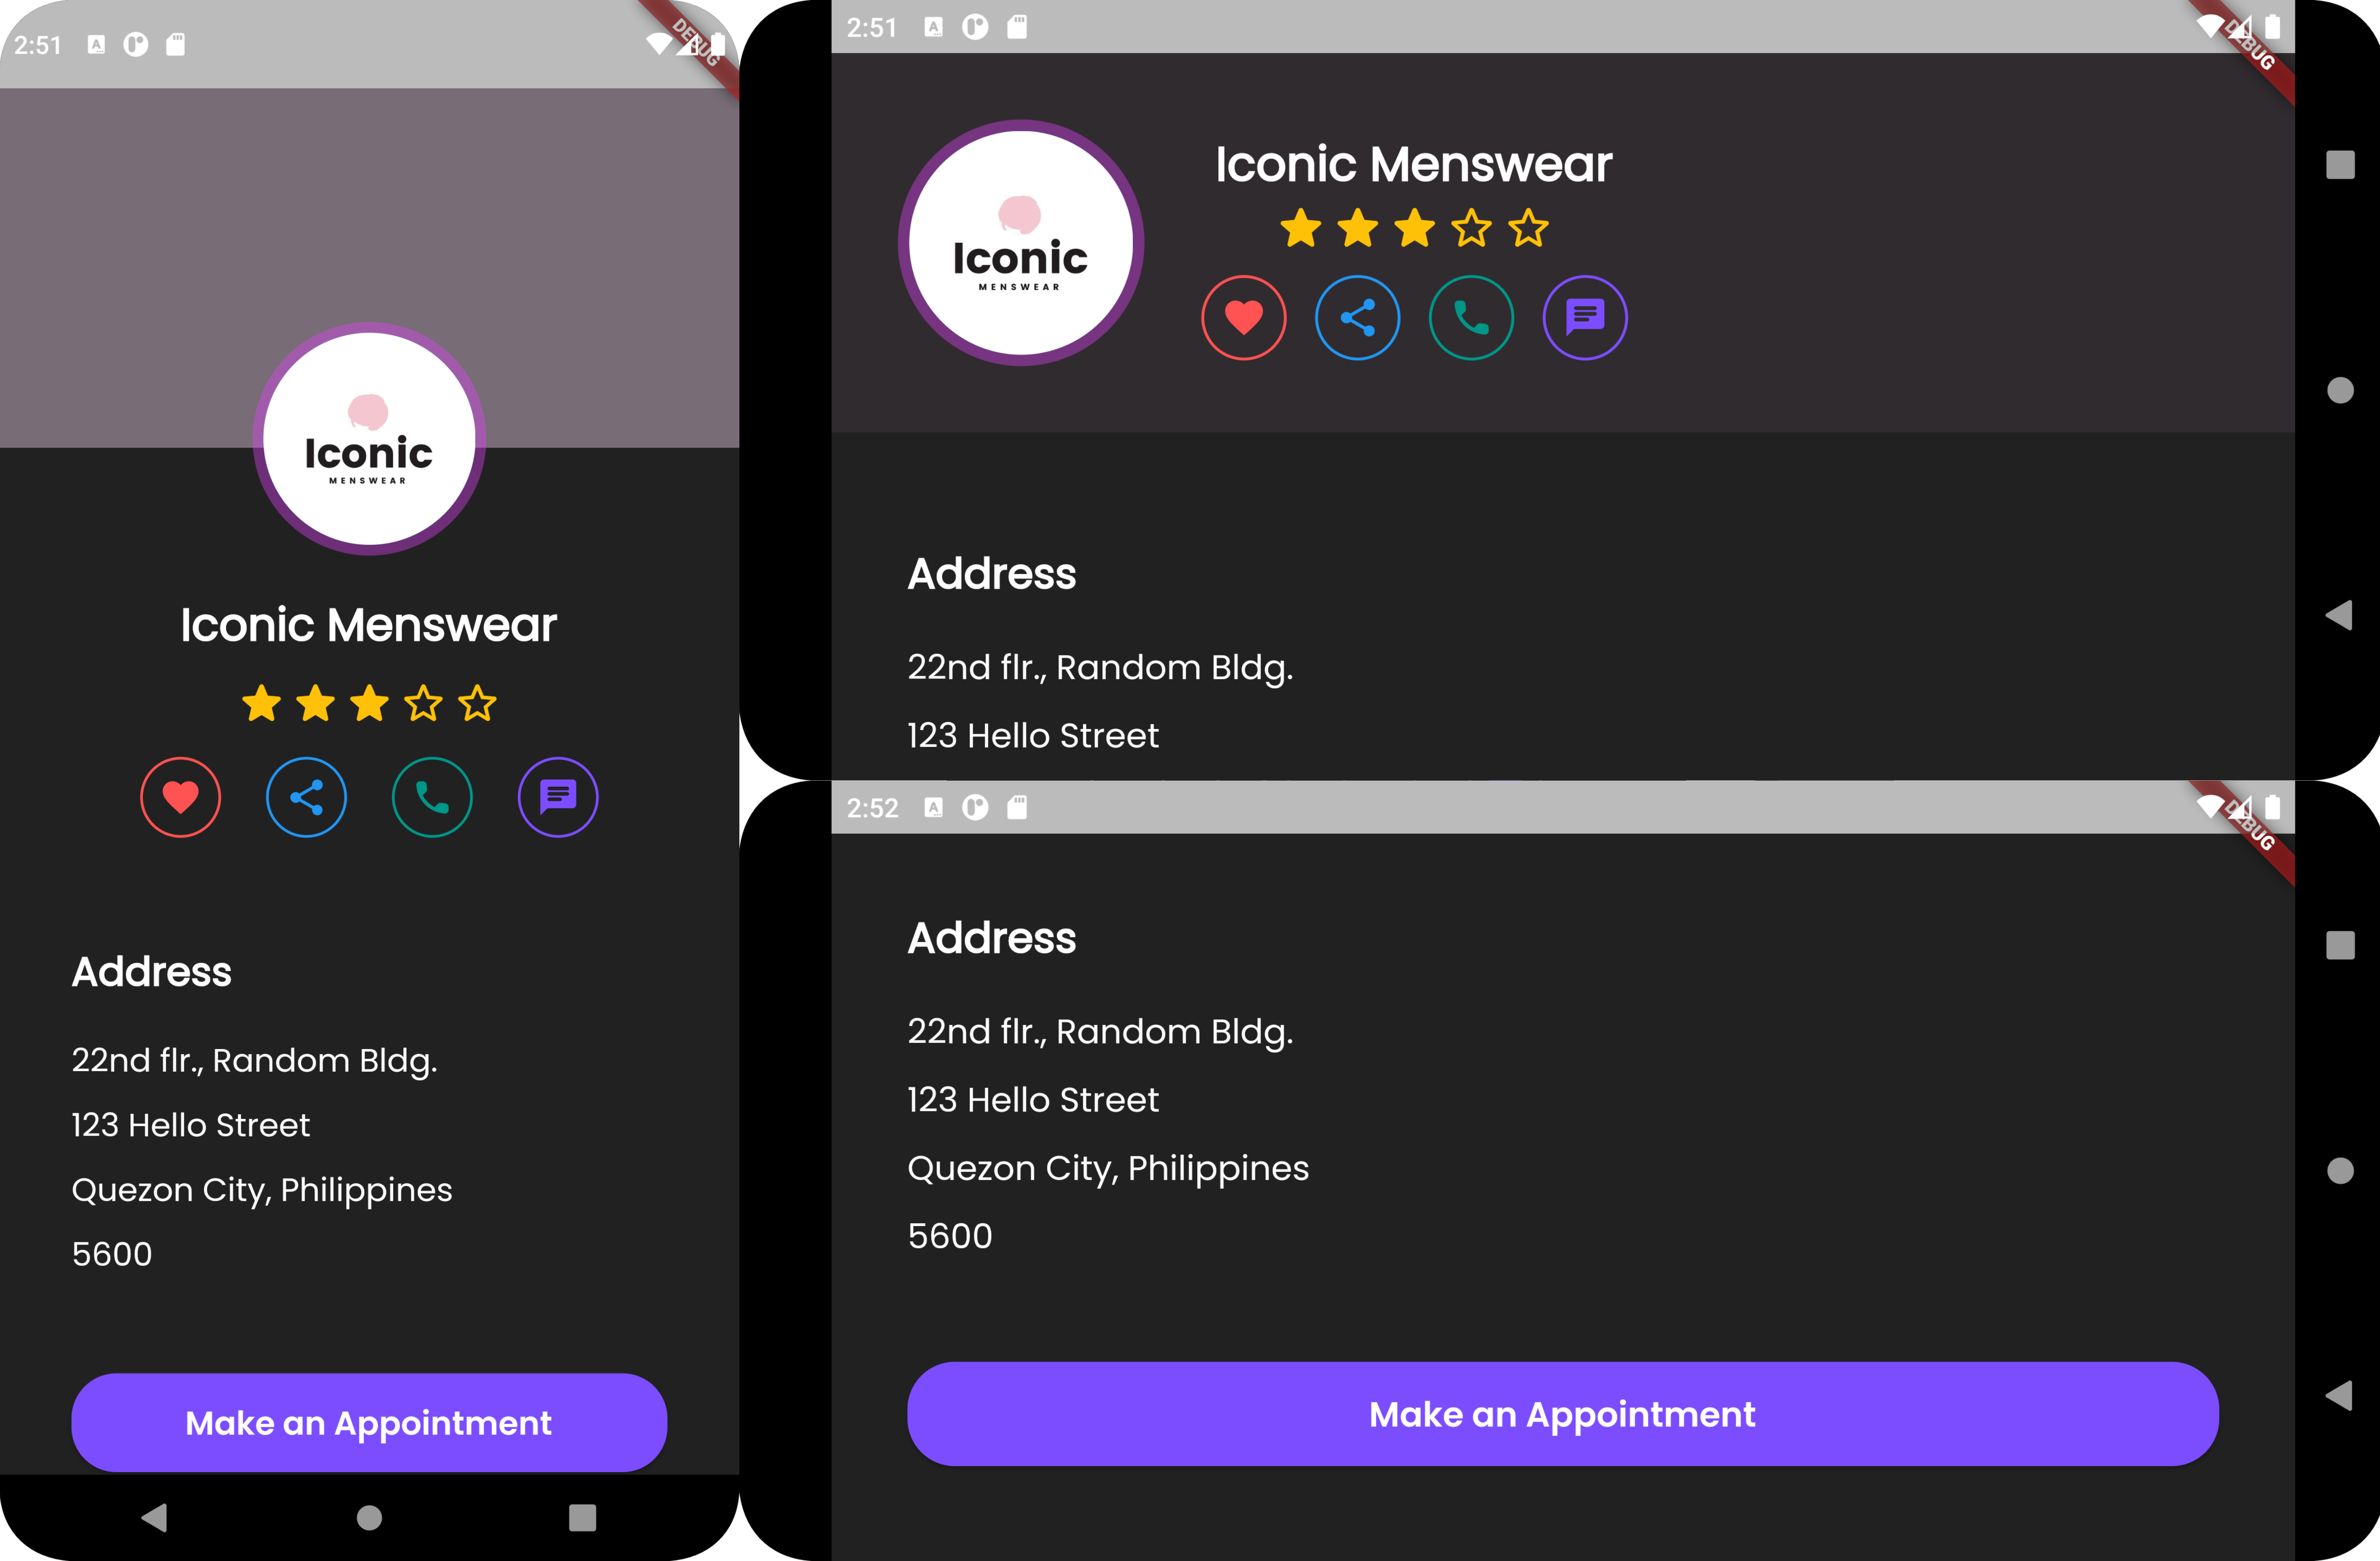 2:51
DEBUG
Iconic
MENSWEAR
Iconic Menswear
Address
22nd flr., Random Bldg.
123 Hello Street
Quezon City, Philippines
5600
Make an Appointment
2:51
DEBUG
Iconic
MENSWEAR
Iconic Menswear
Address
22nd flr., Random Bldg.
123 Hello Street
2:52
DEBUG
Address
22nd flr., Random Bldg.
123 Hello Street
Quezon City, Philippines
5600
Make an Appointment